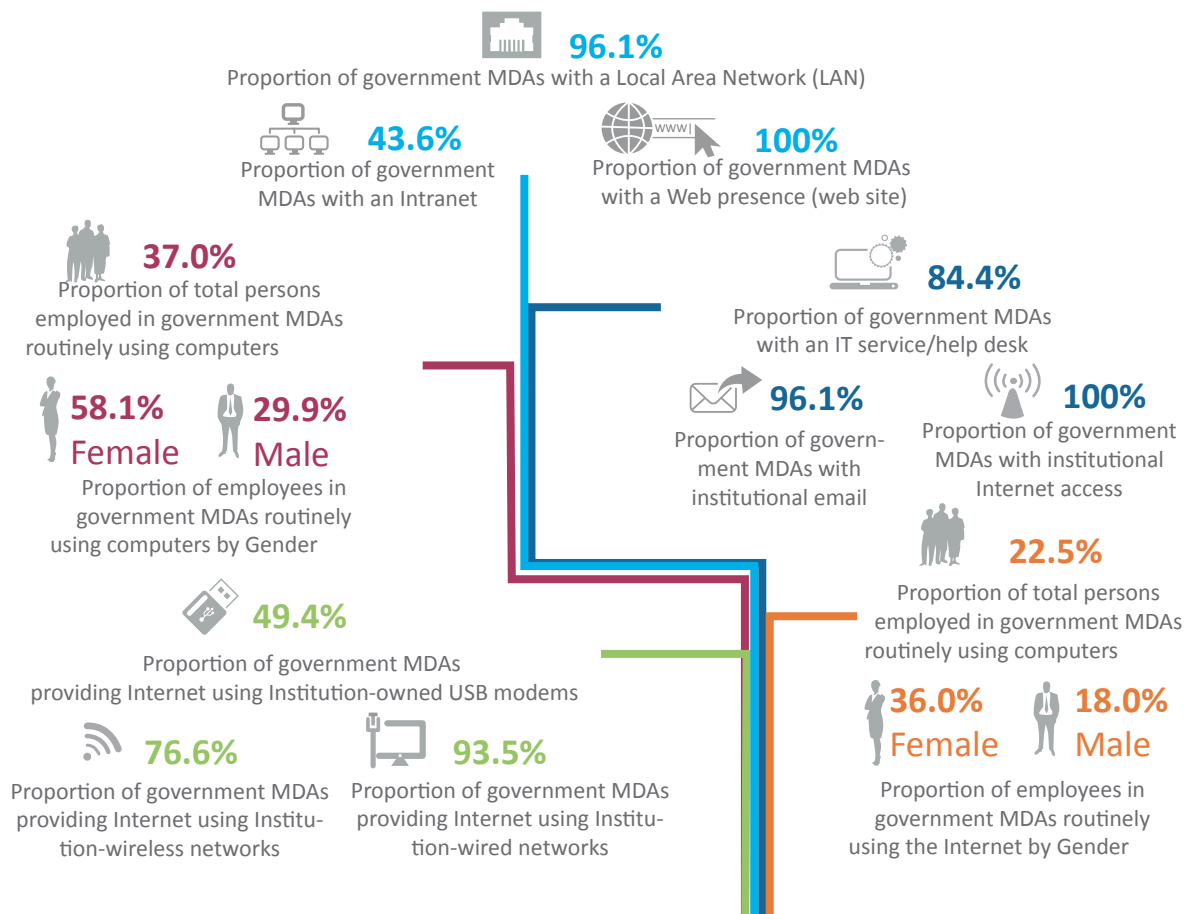 96.1%
Proportion of government MDAs with a Local Area Network (LAN)
43.6%
Proportion of government
MDAs with an Intranet
www
100%
Proportion of government MDAs
with a Web presence (web site)
37.0%
Proportion of total persons
employed in government MDAs
routinely using computers
58.1%
Female
29.9%
Male
Proportion of employees in
government MDAs routinely
using computers by Gender
84.4%
Proportion of government MDAs
with an IT service/help desk
96.1%
Proportion of govern-
ment MDAs with
institutional email
100%
Proportion of government
MDAs with institutional
Internet access
22.5%
Proportion of total persons
employed in government MDAs
routinely using computers
36.0%
Female
18.0%
Male
Proportion of employees in
government MDAs routinely
using the Internet by Gender
49.4%
Proportion of government MDAs
providing Internet using Institution-owned USB modems
76.6%
Proportion of government MDAs
providing Internet using Institu-
tion-wireless networks
93.5%
Proportion of government MDAs
providing Internet using Institu-
tion-wired networks